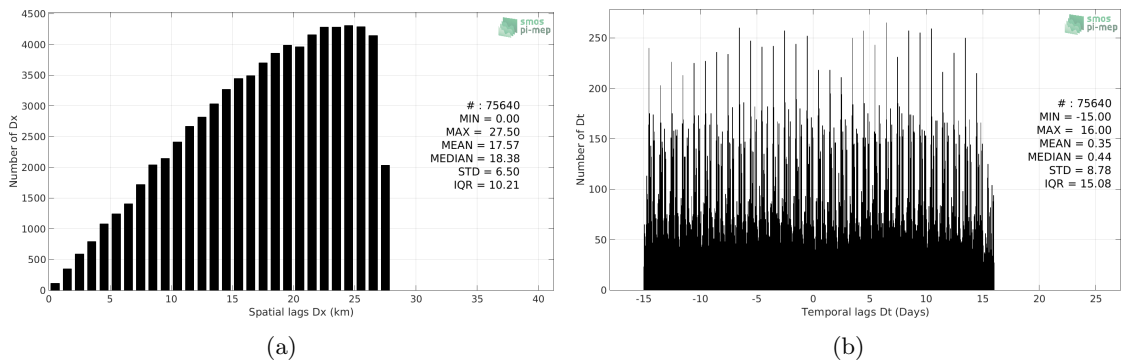 smos
pi-mep
4500
4000
3500
3000
2500
2000
1500
1000
500
0
Number of Dx
# : 75640
MIN = 0.00
MAX = 27.50
MEAN = 17.57
MEDIAN = 18.38
STD = 6.50
IQR = 10.21
0 5 10 15 20 25 30 35 40
Spatial lags Dx (km)
(a)
smos
pi-mep
250
200
150
100
50
0
Number of Dt
# : 75640
MIN = -15.00
MAX = 16.00
MEAN = 0.35
MEDIAN = 0.44
STD = 8.78
IQR = 15.08
-15 -10 -5 0 5 10 15 20 25
Temporal lags Dt (Days)
(b)